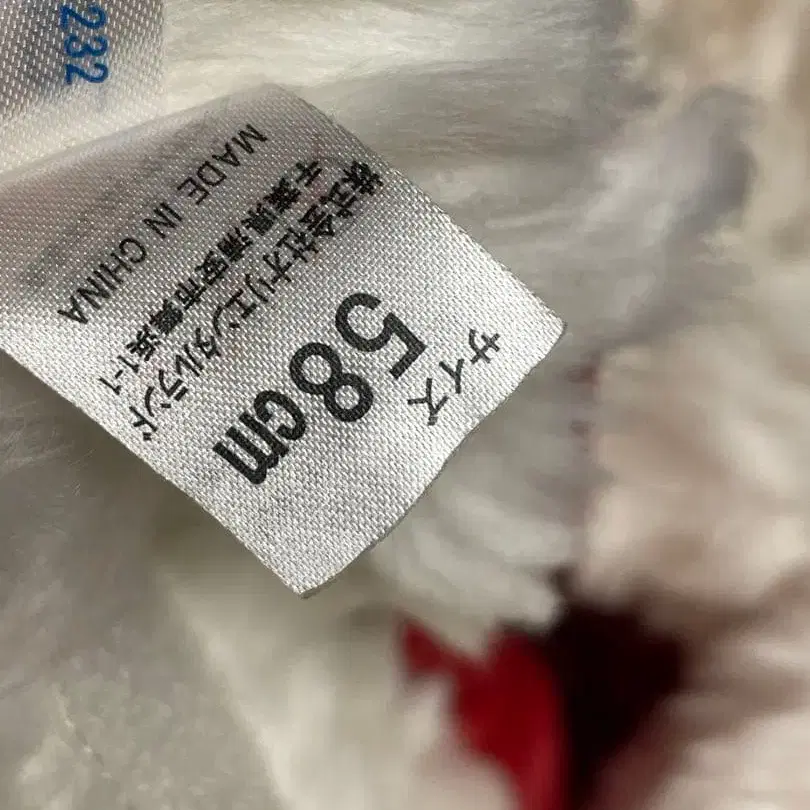 232
サイズ
58cm
株式会社オリエンタルランド
千葉県浦安市舞浜1-1
MADE IN CHINA